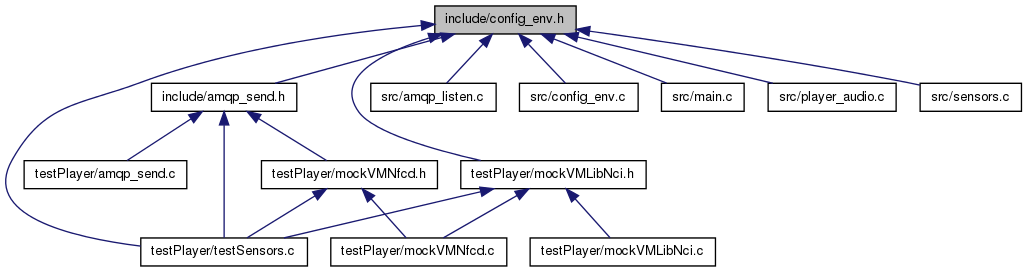 include/config_env.h
include/amqp_send.h
src/amqp_listen.c
src/config_env.c
src/main.c
src/player_audio.c
src/sensors.c
testPlayer/amqp_send.c
testPlayer/mockVMNfcd.h
testPlayer/mockVMLibNci.h
testPlayer/testSensors.c
testPlayer/mockVMNfcd.c
testPlayer/mockVMLibNci.c